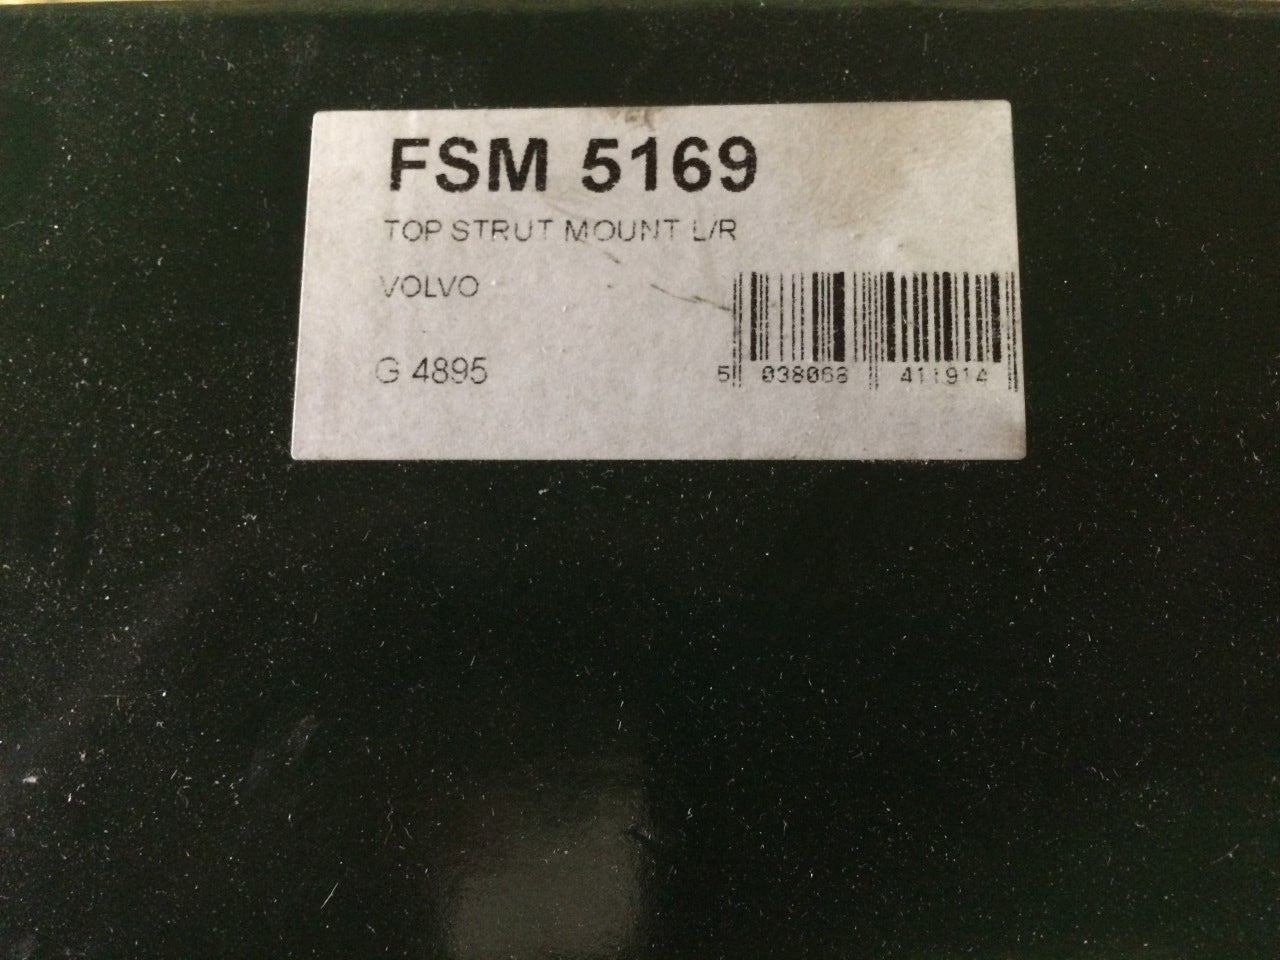 FSM 5169
TOP STRUT MOUNT L/R
VOLVO
G 4895
5 038068 411914